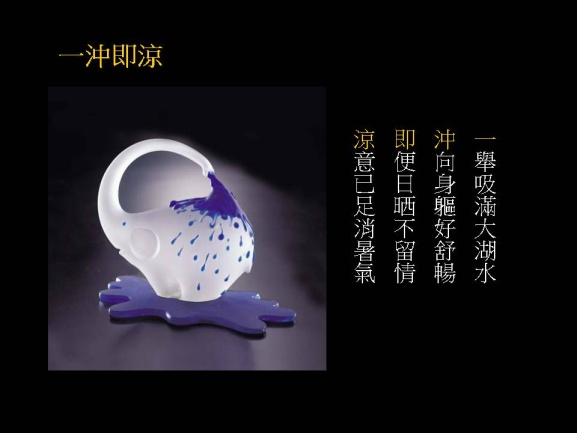 一沖即涼
一舉吸滿大湖水
沖向身軀好舒暢
即便日晒不留情
涼意已足消暑氣